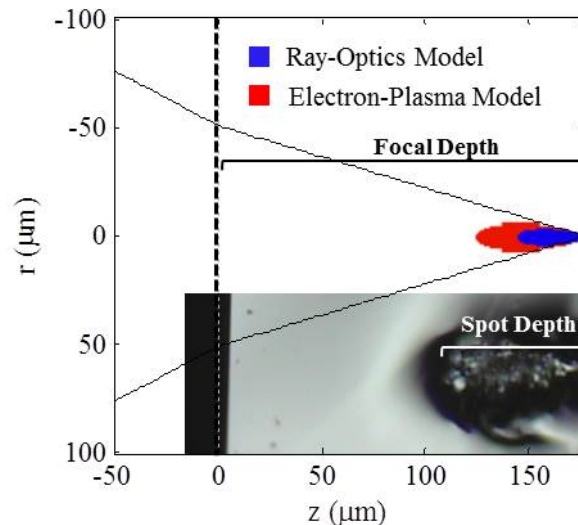 -100
-50
0
50
100
r (μm)
Ray-Optics Model
Electron-Plasma Model
Focal Depth
Spot Depth
-50
0
50
100
150
z (μm)